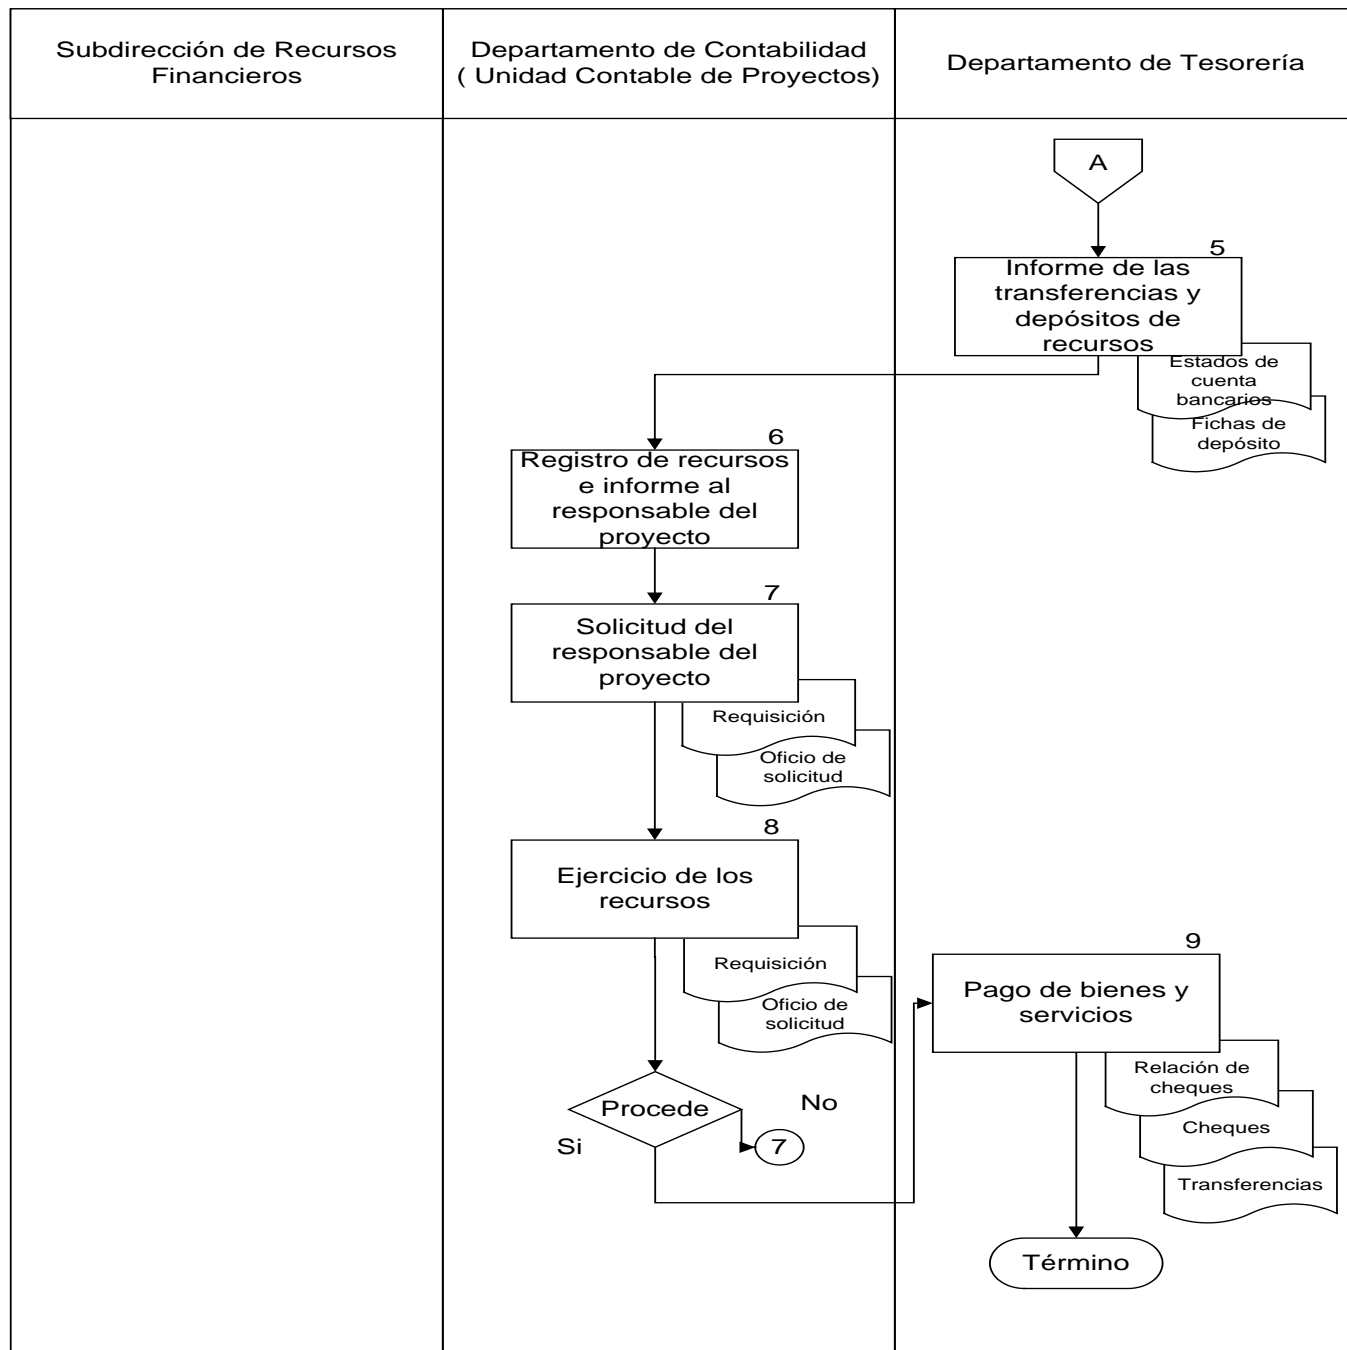 Subdirección de Recursos
Financieros
Departamento de Contabilidad
( Unidad Contable de Proyectos)
Departamento de Tesorería
A
5
Informe de las
transferencias y
depósitos de
recursos
Estados de
cuenta
bancarios
Fichas de
depósito
6
Registro de recursos
e informe al
responsable del
proyecto
7
Solicitud del
responsable del
proyecto
Requisición
Oficio de
solicitud
8
Ejercicio de los
recursos
Requisición
Oficio de
solicitud
Procede
No
Si
7
9
Pago de bienes y
servicios
Relación de
cheques
Cheques
Transferencias
Término